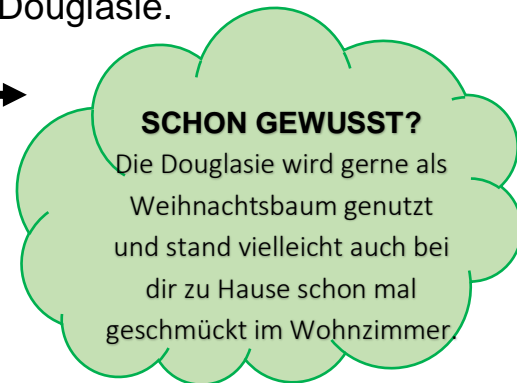 Douglasie.
SCHON GEWUSST?
Die Douglasie wird gerne als
Weihnachtsbaum genutzt
und stand vielleicht auch bei
dir zu Hause schon mal
geschmückt im Wohnzimmer.